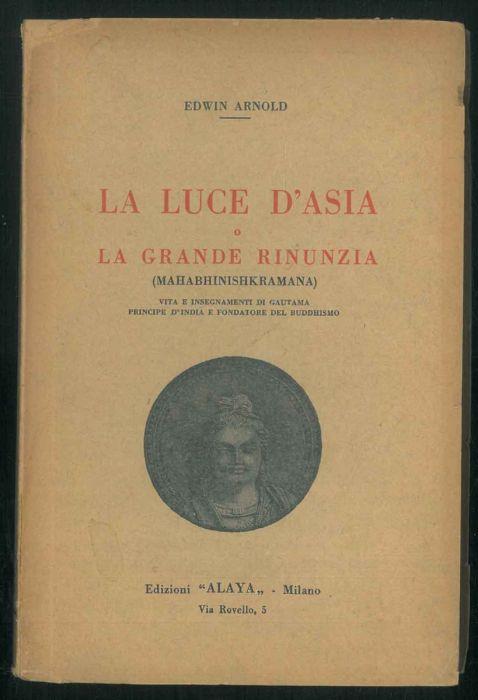 EDWIN ARNOLD
LA LUCE D'ASIA
o
LA GRANDE RINUNZIA
(MAHABHINISHKRAMANA)
VITA E INSEGNAMENTI DI GAUTAMA
PRINCIPE D'INDIA E FONDATORE DEL BUDDHISMO
Edizioni "ALAYA„ - Milano
Via Rovello, 5